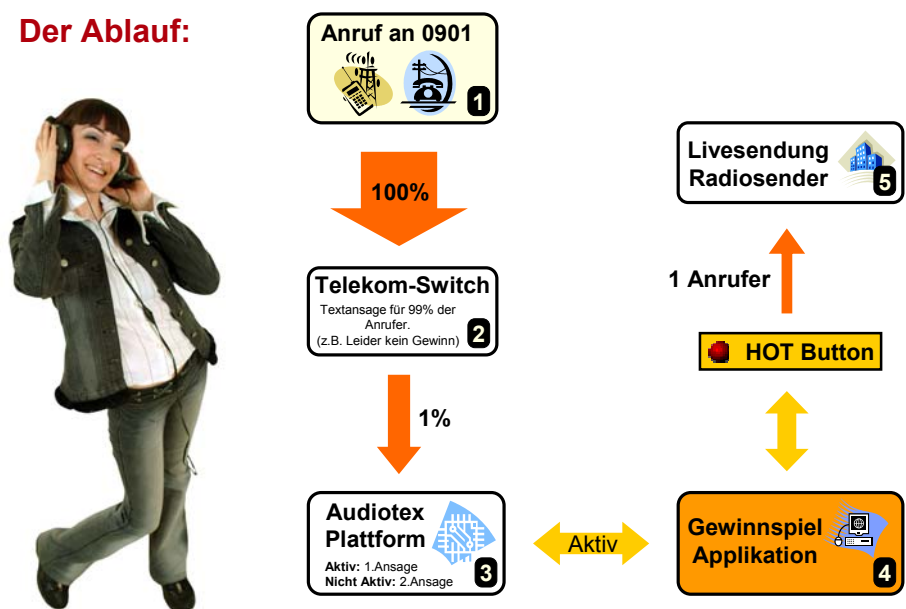 Der Ablauf:
Anruf an 0901
1
100%
Telekom-Switch
Textansage für 99% der
Anrufer.
(z.B. Leider kein Gewinn)
2
1%
Audiotex
Plattform
Aktiv: 1.Ansage
Nicht Aktiv: 2.Ansage
3
Aktiv
Gewinnspiel
Applikation
4
HOT Button
1 Anrufer
Livesendung
Radiosender
5